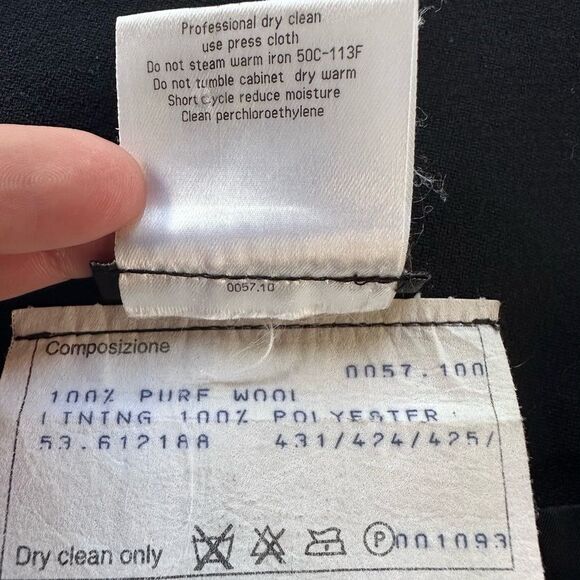 Professional dry clean
use press cloth
Do not steam warm iron 50C-113F
Do not tumble cabinet dry warm
Short cycle reduce moisture
Clean perchloroethylene
0057.10
Composizione
0057.100
100% PURE WOOL
LINING 100% POLYESTER
53.612188 431/424/425/
Dry clean only P 001093